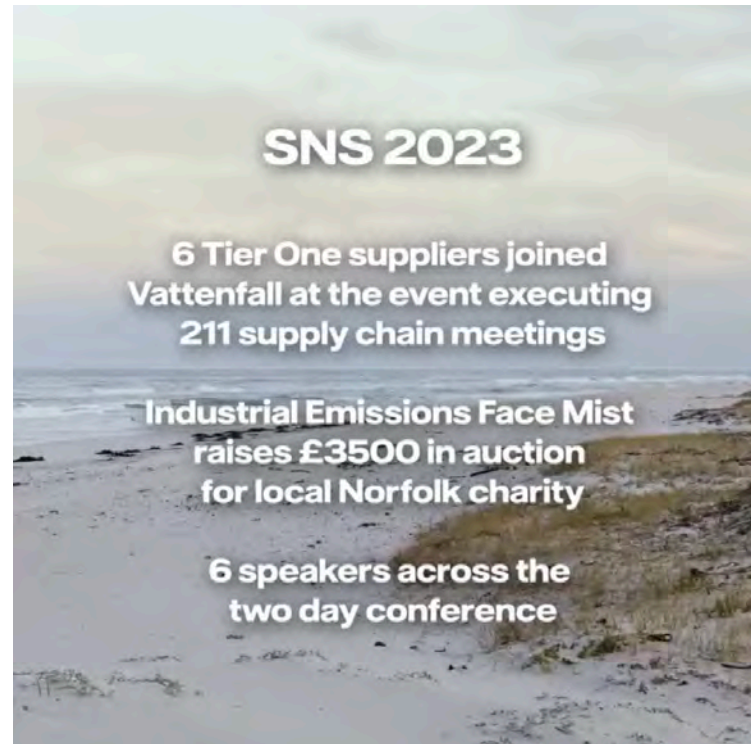 SNS 2023
6 Tier One suppliers joined
Vattenfall at the event executing
211 supply chain meetings
Industrial Emissions Face Mist
raises £3500 in auction
for local Norfolk charity
6 speakers across the
two day conference